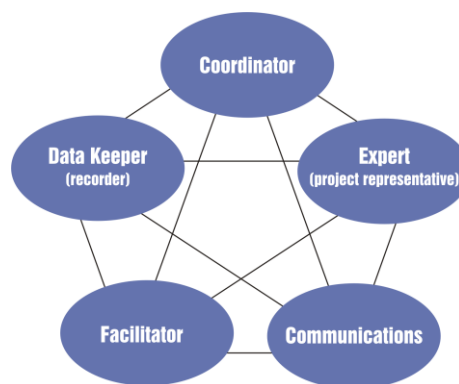 Coordinator
Data Keeper
(recorder)
Expert
(project representative)
Facilitator
Communications